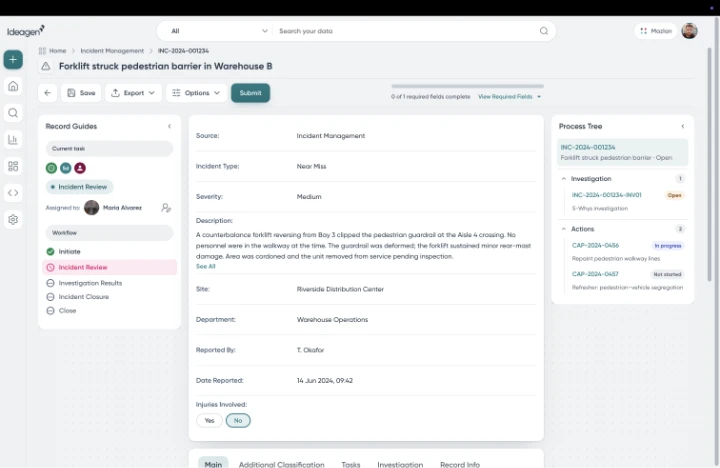 Ideagen
All
Search your data
Mazlan
Home > Incident Management > INC-2024-001234
Forklift struck pedestrian barrier in Warehouse B
Save
Export
Options
Submit
0 of 1 required fields complete
View Required Fields
Record Guides
Current task
Incident Review
Assigned to:
Maria Alvarez
Workflow
Initiate
Incident Review
Investigation Results
Incident Closure
Close
Source:
Incident Management
Incident Type:
Near Miss
Severity:
Medium
Description:
A counterbalance forklift reversing from Bay 3 clipped the pedestrian guardrail at the Aisle 4 crossing. No
personnel were in the walkway at the time. The guardrail was deformed; the forklift sustained minor rear-mast
damage. Area was cordoned and the unit removed from service pending inspection.
See All
Site:
Riverside Distribution Center
Department:
Warehouse Operations
Reported By:
T. Okafor
Date Reported:
14 Jun 2024, 09:42
Injuries Involved:
Yes
No
Main
Additional Classification
Tasks
Investigation
Record Info
Process Tree
INC-2024-001234
Forklift struck pedestrian barrier · Open
Investigation
1
INC-2024-001234-INV01
Open
5-Whys investigation
Actions
2
CAP-2024-0456
In progress
Repaint pedestrian walkway lines
CAP-2024-0457
Not started
Refresher: pedestrian-vehicle segregation